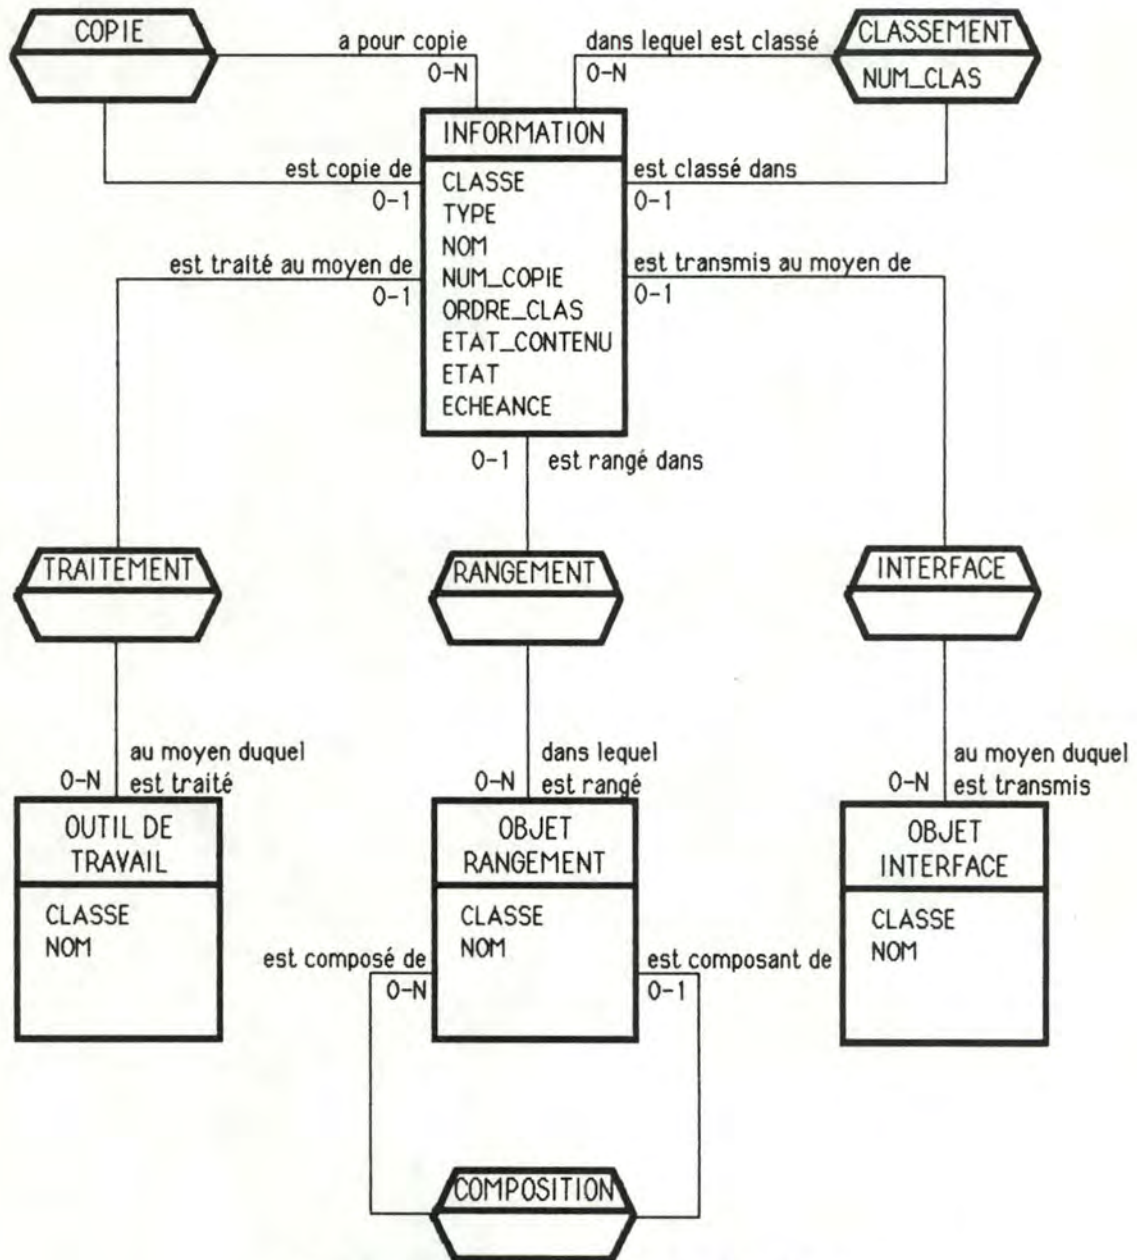 COPIE
a pour copie
0-N
dans lequel est classé
0-N
CLASSEMENT
NUM_CLAS
INFORMATION
est copie de
0-1
est classé dans
0-1
CLASSE
TYPE
NOM
NUM_COPIE
ORDRE_CLAS
ETAT_CONTENU
ETAT
ECHEANCE
est traité au moyen de
0-1
est transmis au moyen de
0-1
0-1
est rangé dans
TRAITEMENT
RANGEMENT
INTERFACE
au moyen duquel
0-N est traité
dans lequel
0-N est rangé
au moyen duquel
0-N est transmis
OUTIL DE
TRAVAIL
CLASSE
NOM
OBJET
RANGEMENT
CLASSE
NOM
OBJET
INTERFACE
CLASSE
NOM
est composé de
0-N
est composant de
0-1
COMPOSITION